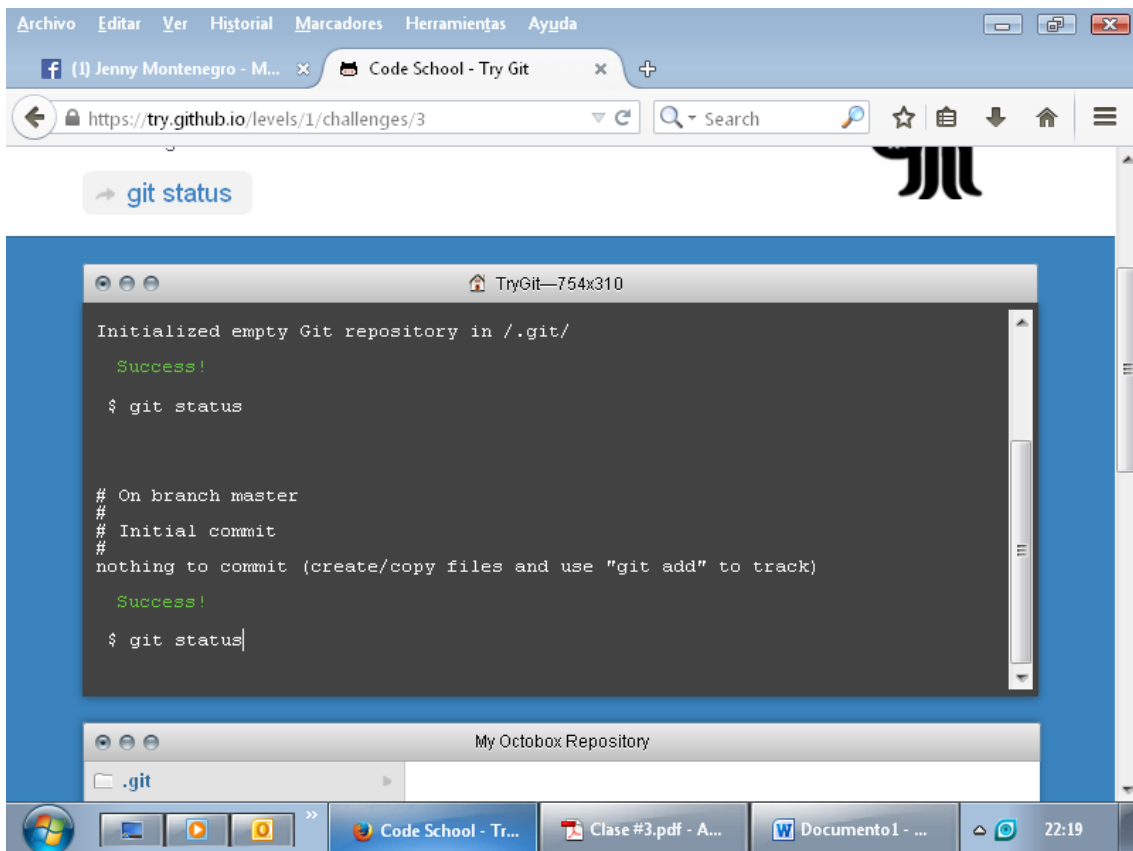 Archivo Editar Ver Historial Marcadores Herramientas Ayuda
(1) Jenny Montenegro - M... Code School - Try Git
https://try.github.io/levels/1/challenges/3 Search
git status
TryGit—754x310
Initialized empty Git repository in /.git/
Success!
$ git status
# On branch master
#
# Initial commit
#
nothing to commit (create/copy files and use "git add" to track)
Success!
$ git status
My Octobox Repository
.git
Code School - Tr... Clase #3.pdf - A... Documento1 - ... 22:19